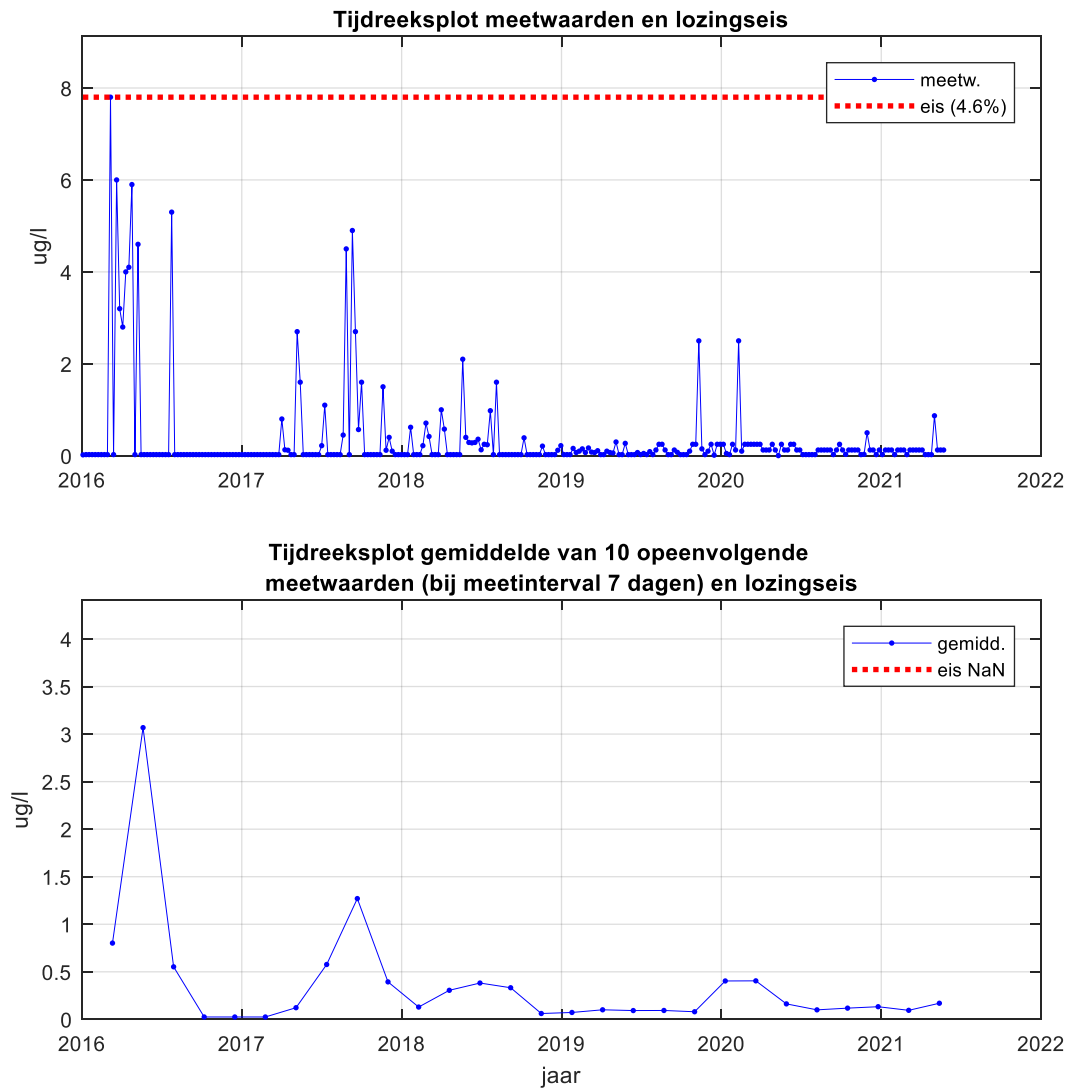 Tijdreeksplot meetwaarden en lozingseis
8
6
4
2
0
ug/l
meetw.
eis (4.6%)
2016 2017 2018 2019 2020 2021 2022
Tijdreeksplot gemiddelde van 10 opeenvolgende
meetwaarden (bij meetinterval 7 dagen) en lozingseis
4
3.5
3
2.5
2
1.5
1
0.5
0
ug/l
gemidd.
eis NaN
2016 2017 2018 2019 2020 2021 2022
jaar